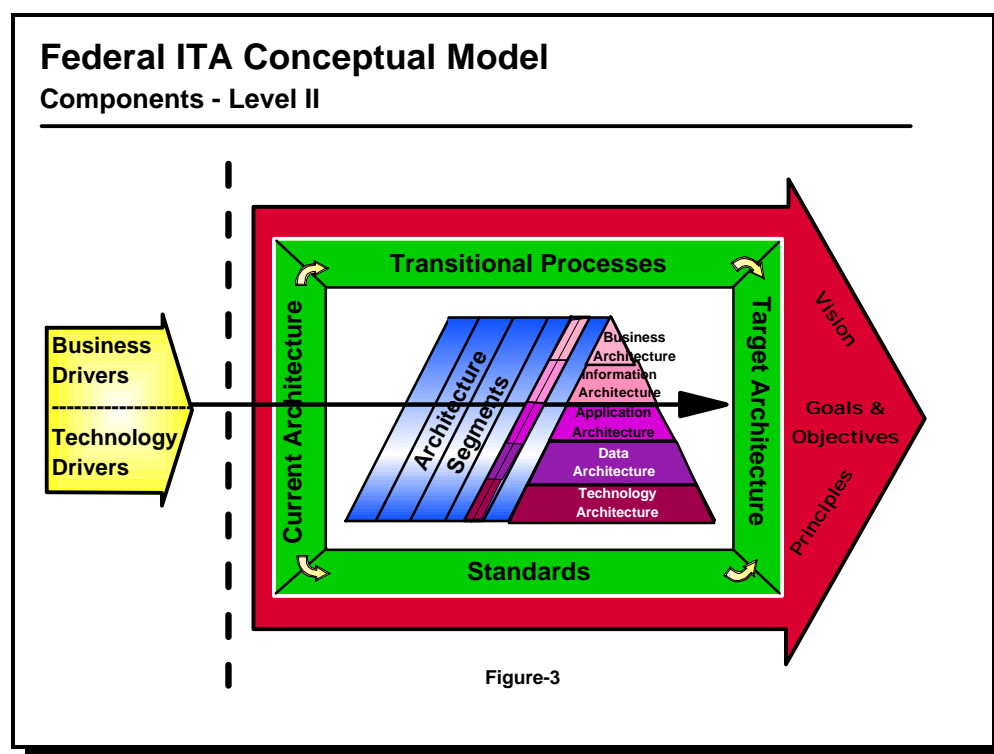 Federal ITA Conceptual Model
Components - Level II
Business
Drivers
Technology
Drivers
Current Architecture
Transitional Processes
Architecture
Segments
Business
Architecture
Information
Architecture
Application
Architecture
Data
Architecture
Technology
Architecture
Standards
Target Architecture
Vision
Goals &
Objectives
Principles
Figure-3